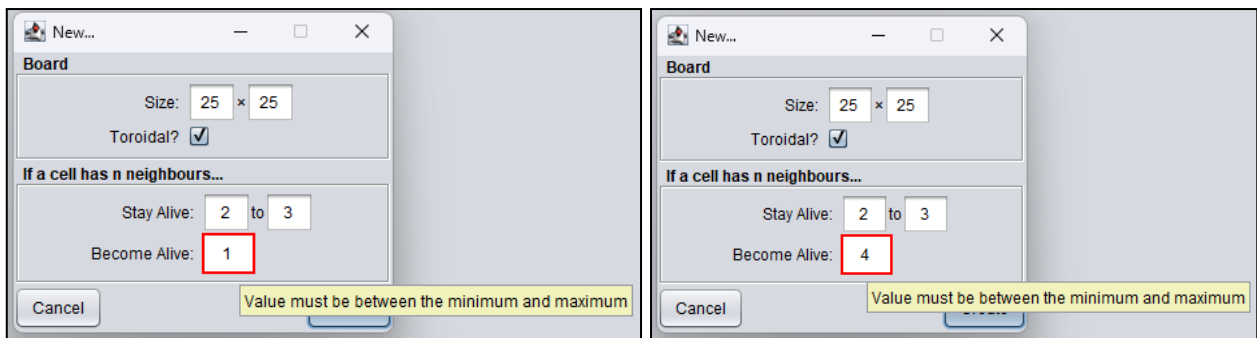 New...
Board
Size: 25 × 25
Toroidal?
If a cell has n neighbours...
Stay Alive: 2 to 3
Become Alive: 1
Value must be between the minimum and maximum
Cancel
New...
Board
Size: 25 × 25
Toroidal?
If a cell has n neighbours...
Stay Alive: 2 to 3
Become Alive: 4
Value must be between the minimum and maximum
Cancel